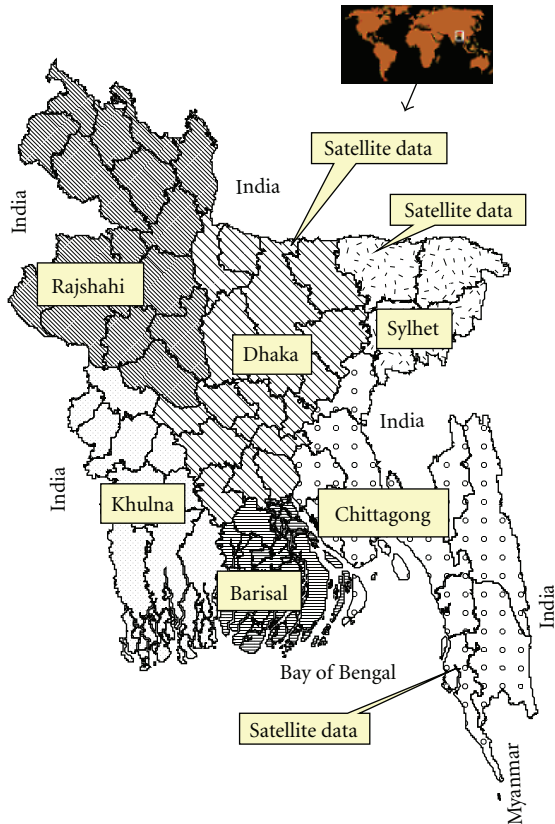 Satellite data
India
Satellite data
India
Rajshahi
Sylhet
Dhaka
India
India
Khulna
Chittagong
Barisal
India
Bay of Bengal
Satellite data
Myanmar